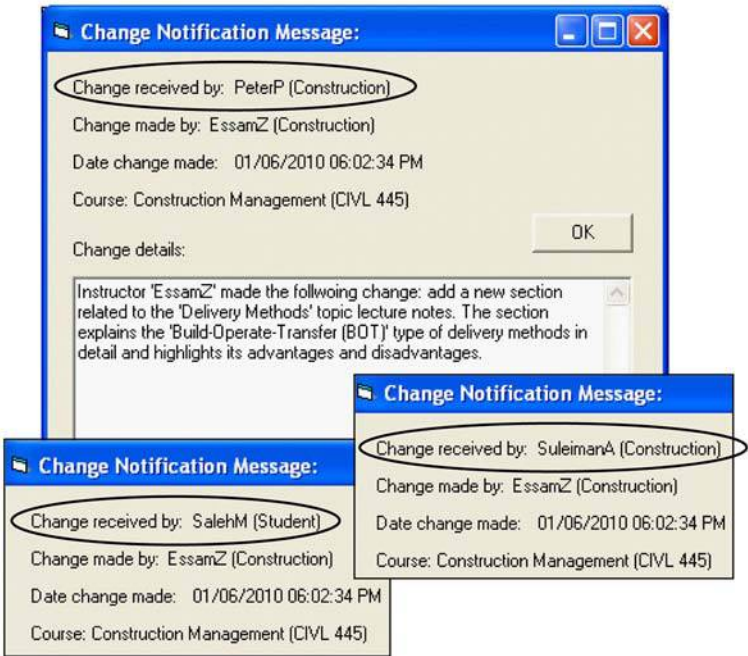 Change Notification Message:
Change received by: PeterP (Construction)
Change made by: EssamZ (Construction)
Date change made: 01/06/2010 06:02:34 PM
Course: Construction Management (CIVL 445)
OK
Change details:
Instructor 'EssamZ' made the follwoing change: add a new section
related to the 'Delivery Methods' topic lecture notes. The section
explains the 'Build-Operate-Transfer (BOT)' type of delivery methods in
detail and highlights its advantages and disadvantages.
Change Notification Message:
Change received by: SuleimanA (Construction)
Change made by: EssamZ (Construction)
Date change made: 01/06/2010 06:02:34 PM
Course: Construction Management (CIVL 445)
Change Notification Message:
Change received by: SalehM (Student)
Change made by: EssamZ (Construction)
Date change made: 01/06/2010 06:02:34 PM
Course: Construction Management (CIVL 445)